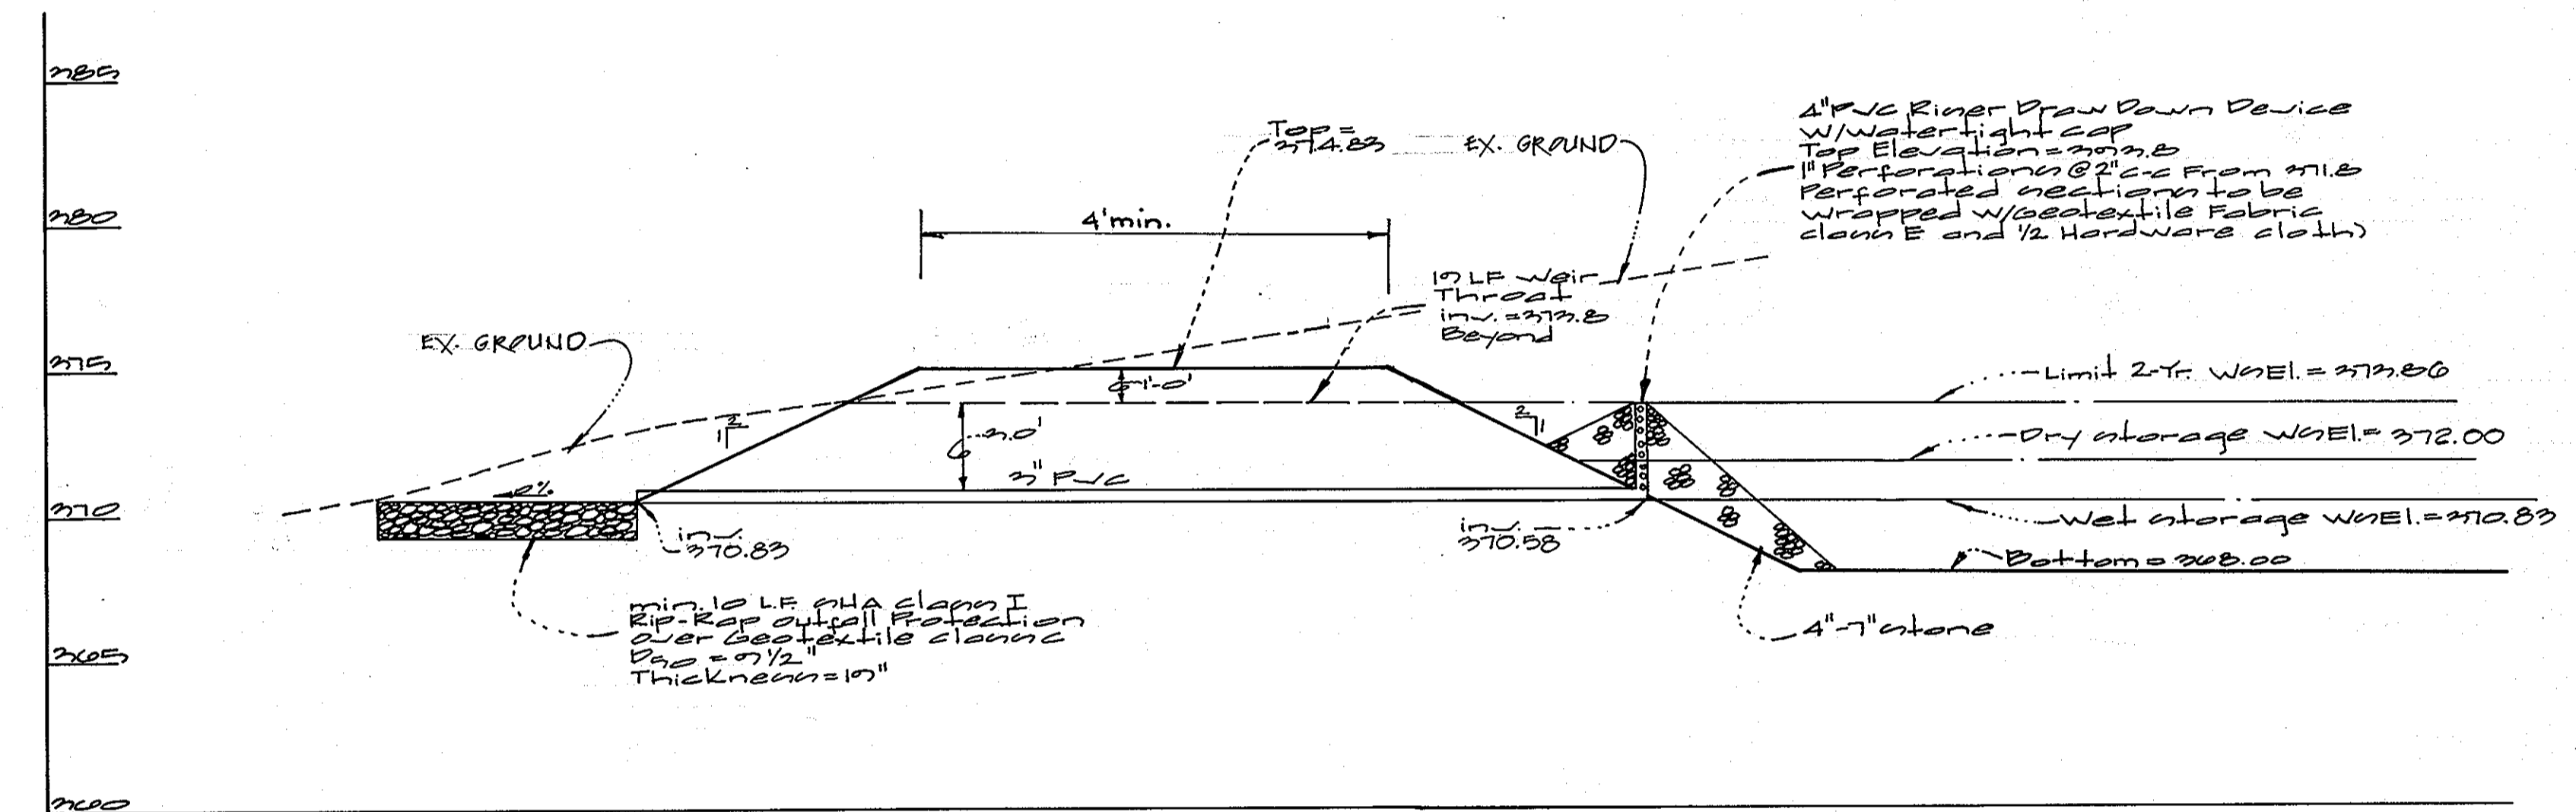 385
4"PVC Riser Draw Down Device
W/Watertight cap
Top Elevation = 373.8
1" Perforations @ 2" c-c From 371.8
Perforated sections to be
wrapped w/Geotextile Fabric
class E and 1/2 Hardware cloth)
Top =
374.83
EX. GROUND
380
4' min.
LF Weir
Throat
inv. = 373.8
Beyond
EX. GROUND
375
1'-0"
Limit 2-Yr. WSEl. = 373.86
2
1
2
1
3.0'
Dry storage WSEl. = 372.00
3" PVC
0%
370
inv.
370.83
inv.
370.58
Wet storage WSEl. = 370.83
Bottom = 368.00
min. 10 L.F. SHA class I
Rip-Rap outfall Protection
over Geotextile class C
D50 = 9 1/2"
Thickness = 19"
4"-7" stone
365
360